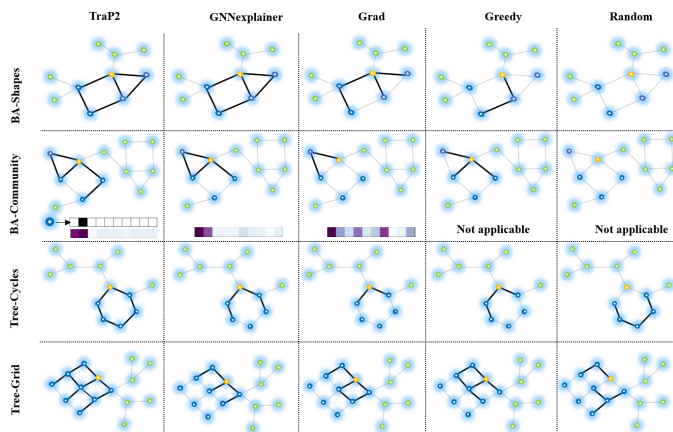 TraP2
GNNexplainer
Grad
Greedy
Random
BA-Shapes
BA-Community
Not applicable
Not applicable
Tree-Cycles
Tree-Grid